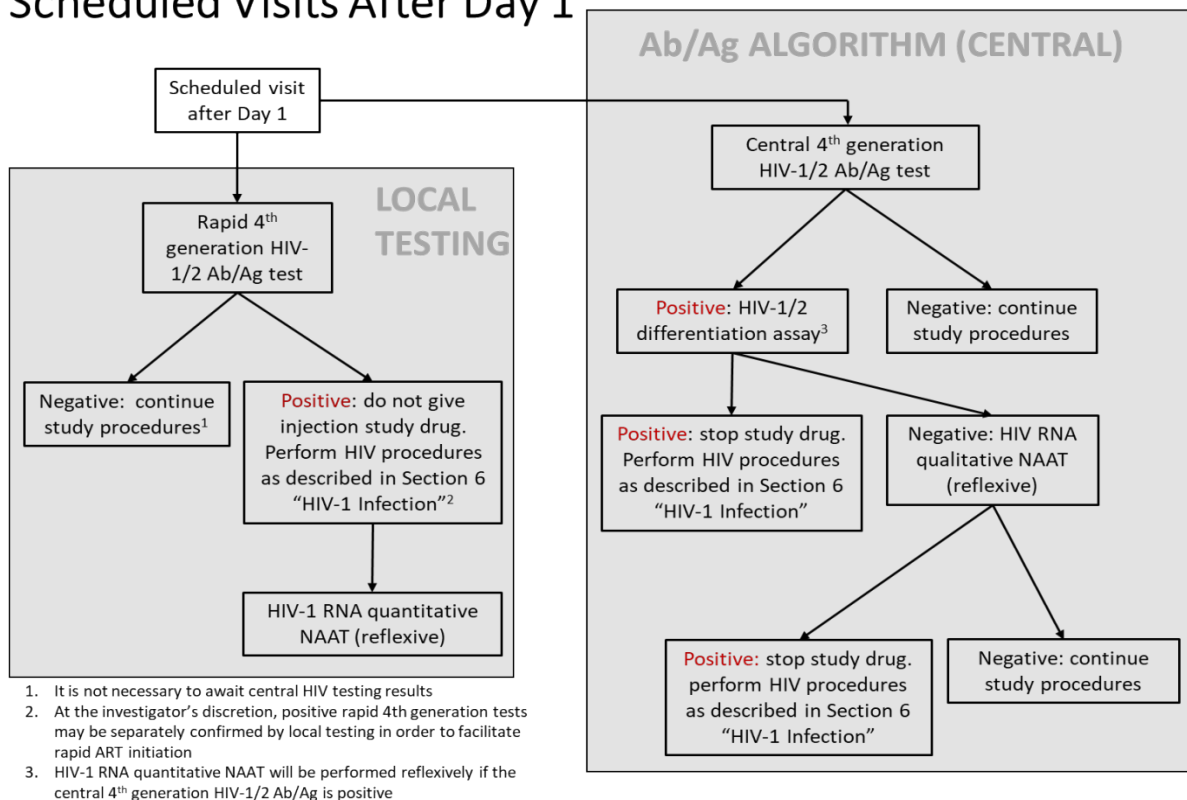 Scheduled Visits After Day 1
Ab/Ag ALGORITHM (CENTRAL)
Scheduled visit
after Day 1
Central 4th generation
HIV-1/2 Ab/Ag test
LOCAL
TESTING
Rapid 4th
generation HIV-
1/2 Ab/Ag test
Positive: HIV-1/2
differentiation assay3
Negative: continue
study procedures
Negative: continue
study procedures1
Positive: do not give
injection study drug.
Perform HIV procedures
as described in Section 6
“HIV-1 Infection”2
Positive: stop study drug.
Perform HIV procedures
as described in Section 6
“HIV-1 Infection”
Negative: HIV RNA
qualitative NAAT
(reflexive)
HIV-1 RNA quantitative
NAAT (reflexive)
Positive: stop study drug.
perform HIV procedures
as described in Section 6
“HIV-1 Infection”
Negative: continue
study procedures
1. It is not necessary to await central HIV testing results
2. At the investigator’s discretion, positive rapid 4th generation tests
may be separately confirmed by local testing in order to facilitate
rapid ART initiation
3. HIV-1 RNA quantitative NAAT will be performed reflexively if the
central 4th generation HIV-1/2 Ab/Ag is positive